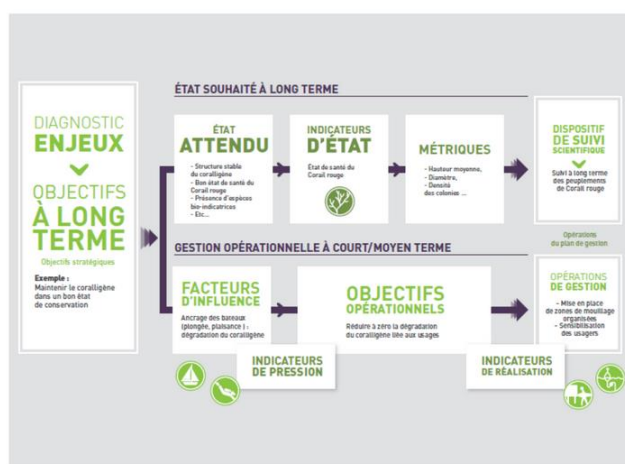 DIAGNOSTIC
ENJEUX
OBJECTIFS
À LONG
TERME
Objectifs stratégiques
Exemple :
Maintenir le coralligène
dans un bon état
de conservation
ÉTAT SOUHAITÉ À LONG TERME
ÉTAT
ATTENDU
- Structure stable
du coralligène
- Bon état de santé du
Corail rouge
- Présence d'espèces
bio-indicatrices
- Etc...
INDICATEURS
D'ÉTAT
État de santé du
Corail rouge
MÉTRIQUES
- Hauteur moyenne,
- Diamètre,
- Densité
des colonies ...
DISPOSITIF
DE SUIVI
SCIENTIFIQUE
Suivi à long terme
des peuplements
de Corail rouge
Opérations
du plan de gestion
GESTION OPÉRATIONNELLE À COURT/MOYEN TERME
FACTEURS
D'INFLUENCE
Ancrage des bateaux
(plongée, plaisance) :
dégradation du coralligène
INDICATEURS
DE PRESSION
OBJECTIFS
OPÉRATIONNELS
Réduire à zéro la dégradation
du coralligène liée aux usages
INDICATEURS
DE RÉALISATION
OPÉRATIONS
DE GESTION
- Mise en place
de zones de mouillage
organisées
- Sensibilisation
des usagers